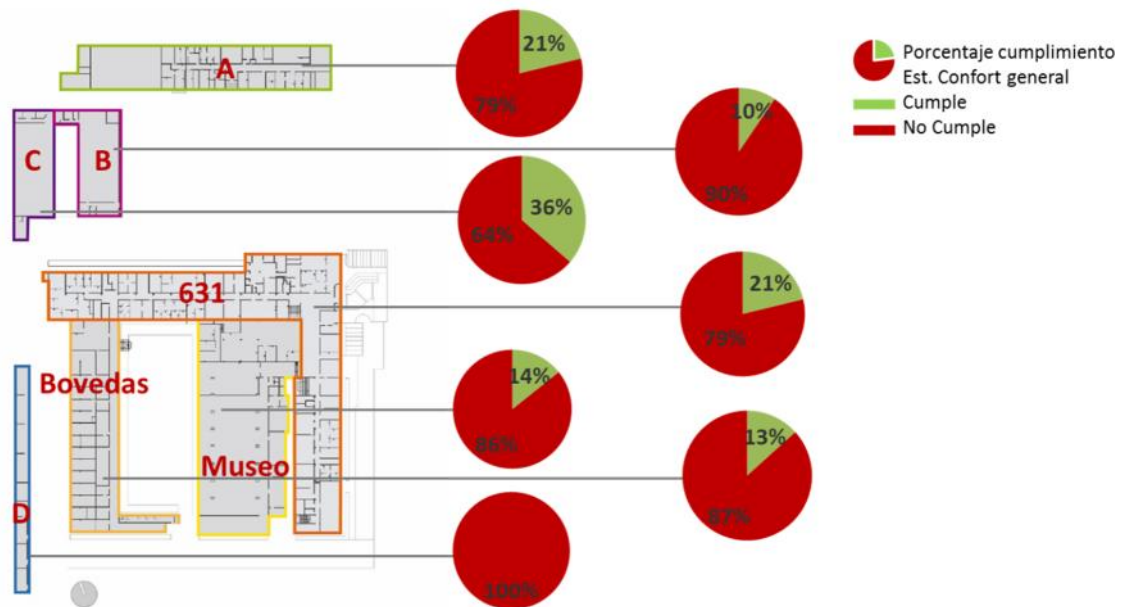 A
21%
79%
Porcentaje cumplimiento
Est. Confort general
Cumple
No Cumple
C
B
10%
90%
36%
64%
631
21%
79%
Bovedas
14%
86%
Museo
13%
87%
D
100%